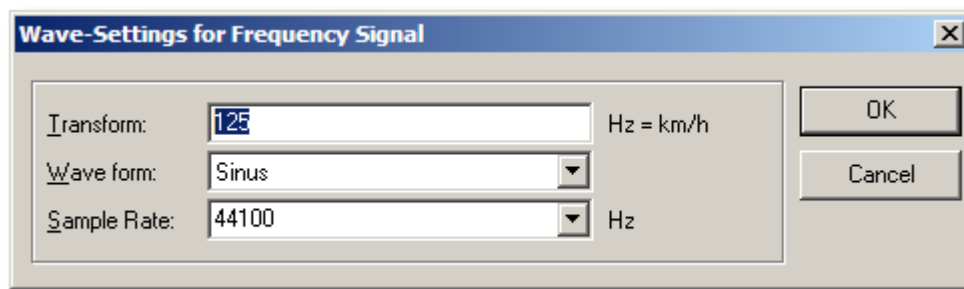 Wave-Settings for Frequency Signal
Transform: 125 Hz = km/h
Wave form: Sinus
Sample Rate: 44100 Hz
OK
Cancel